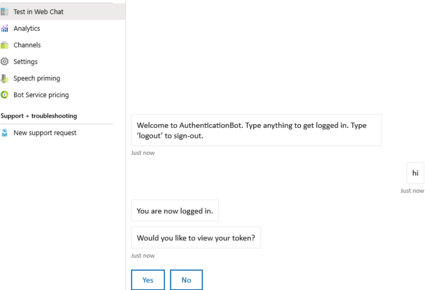 Test in Web Chat
Analytics
Channels
Settings
Speech priming
Bot Service pricing
Support + troubleshooting
New support request
Welcome to AuthenticationBot. Type anything to get logged in. Type
'logout' to sign-out.
Just now
hi
Just now
You are now logged in.
Would you like to view your token?
Just now
Yes No